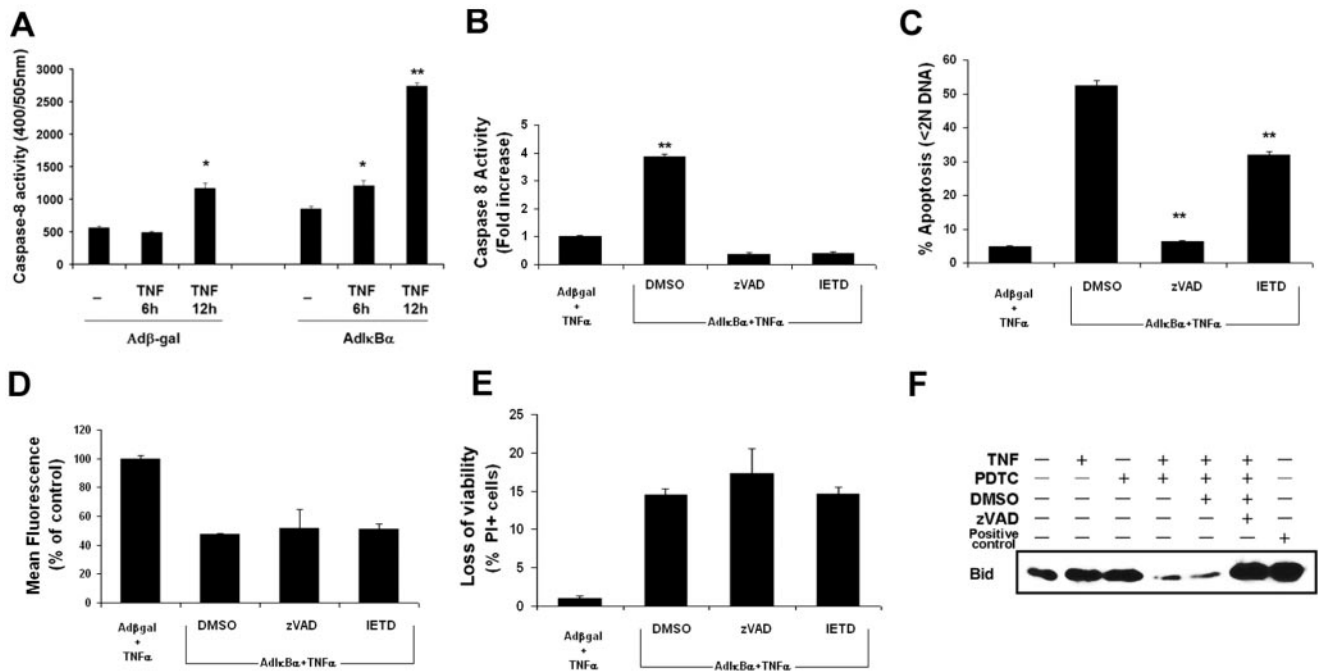 A
Caspase-8 activity (400/505nm)
3000
2500
2000
1500
1000
500
0
* * **
– TNF TNF – TNF TNF
6h 12h 6h 12h
Adβ-gal AdIκBα
B
Caspase 8 Activity
(Fold increase)
6
5
4
3
2
1
0
**
Adβgal
+
TNFα
DMSO zVAD IETD
AdIκBα+TNFα
C
% Apoptosis (<2N DNA)
60
50
40
30
20
10
0
** **
Adβgal
+
TNFα
DMSO zVAD IETD
AdIκBα+TNFα
D
Mean Fluorescence
(% of control)
120
100
80
60
40
20
0
Adβgal
+
TNFα
DMSO zVAD IETD
AdIκBα+TNFα
E
Loss of viability
(% PI+ cells)
25
20
15
10
5
0
Adβgal
+
TNFα
DMSO zVAD IETD
AdIκBα+TNFα
F
TNF — + — + + + —
PDTC — — + + + + —
DMSO — — — — + + —
zVAD — — — — — + —
Positive
control — — — — — — +
Bid